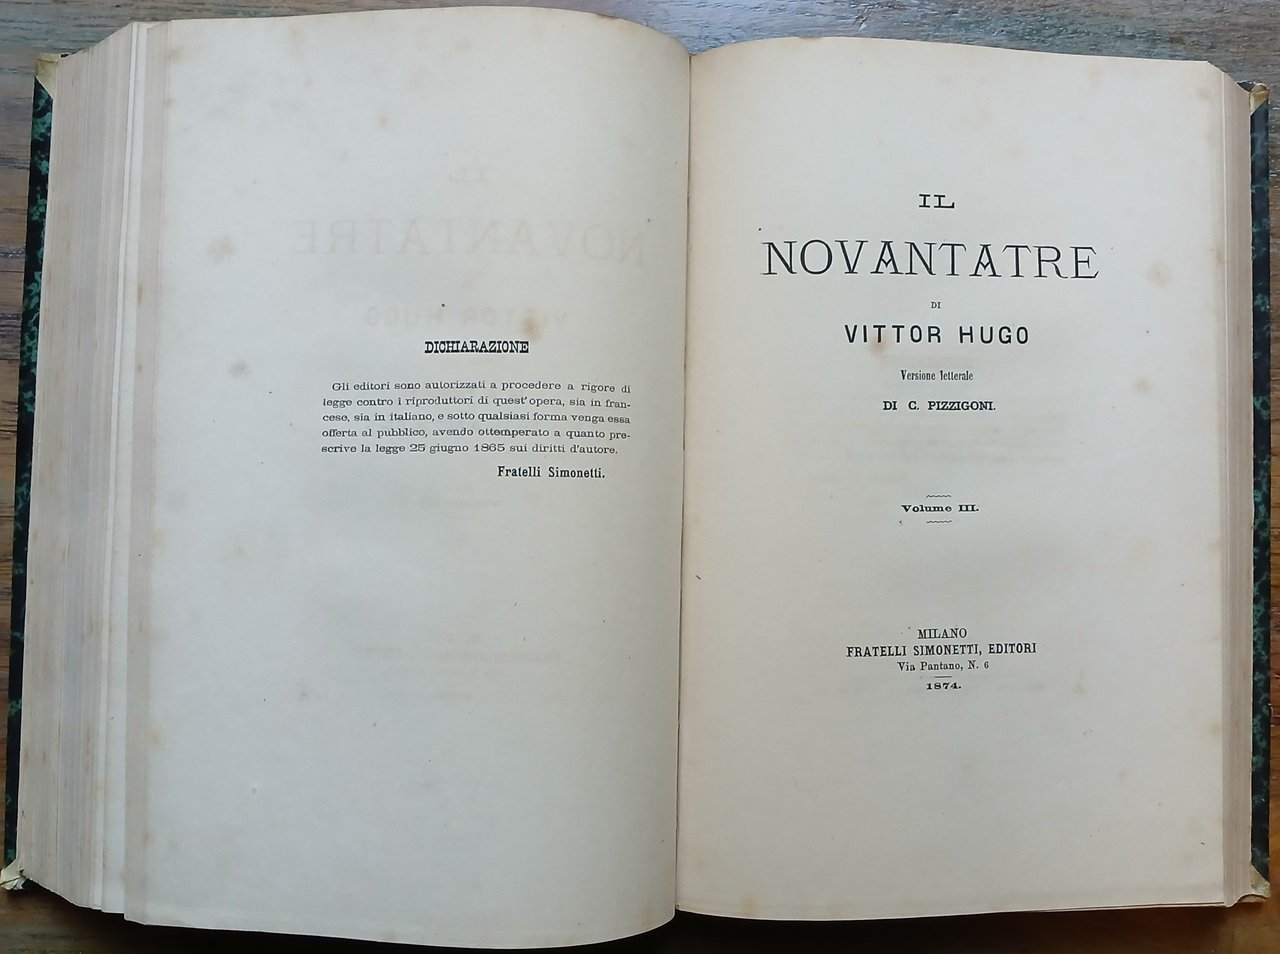 DICHIARAZIONE
Gli editori sono autorizzati a procedere a rigore di
legge contro i riproduttori di quest'opera, sia in fran-
cese, sia in italiano, e sotto qualsiasi forma venga essa
offerta al pubblico, avendo ottemperato a quanto pre-
scrive la legge 25 giugno 1865 sui diritti d'autore.
Fratelli Simonetti.
IL
NOVANTATRE
DI
VITTOR HUGO
Versione letterale
DI C. PIZZIGONI.
Volume III.
MILANO
FRATELLI SIMONETTI, EDITORI
Via Pantano, N. 6
1874.